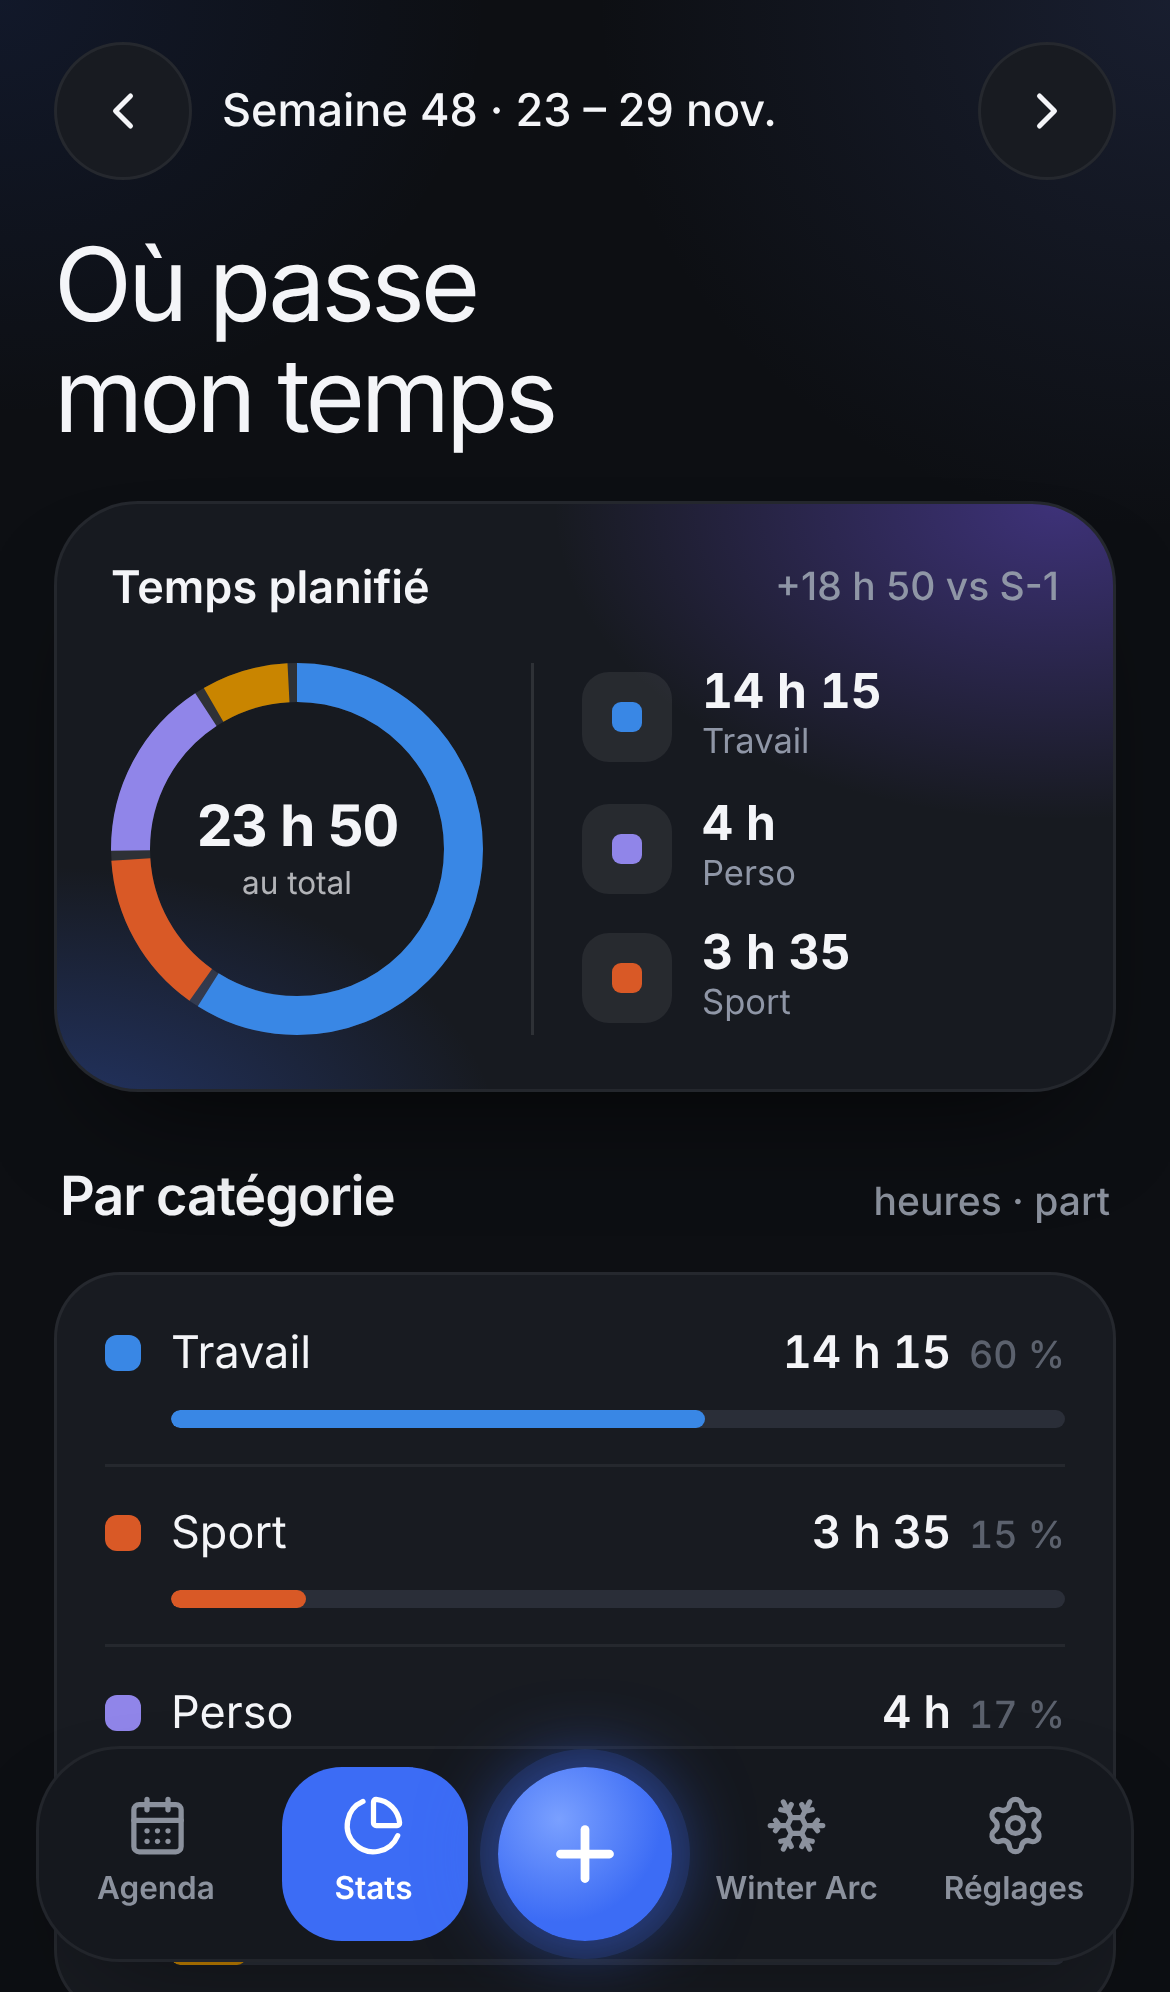 Semaine 48 · 23 – 29 nov.
Où passe
mon temps
Temps planifié
+18 h 50 vs S-1
23 h 50
au total
14 h 15
Travail
4 h
Perso
3 h 35
Sport
Par catégorie
heures · part
Travail
14 h 15 60 %
Sport
3 h 35 15 %
Perso
4 h 17 %
Agenda
Stats
Winter Arc
Réglages